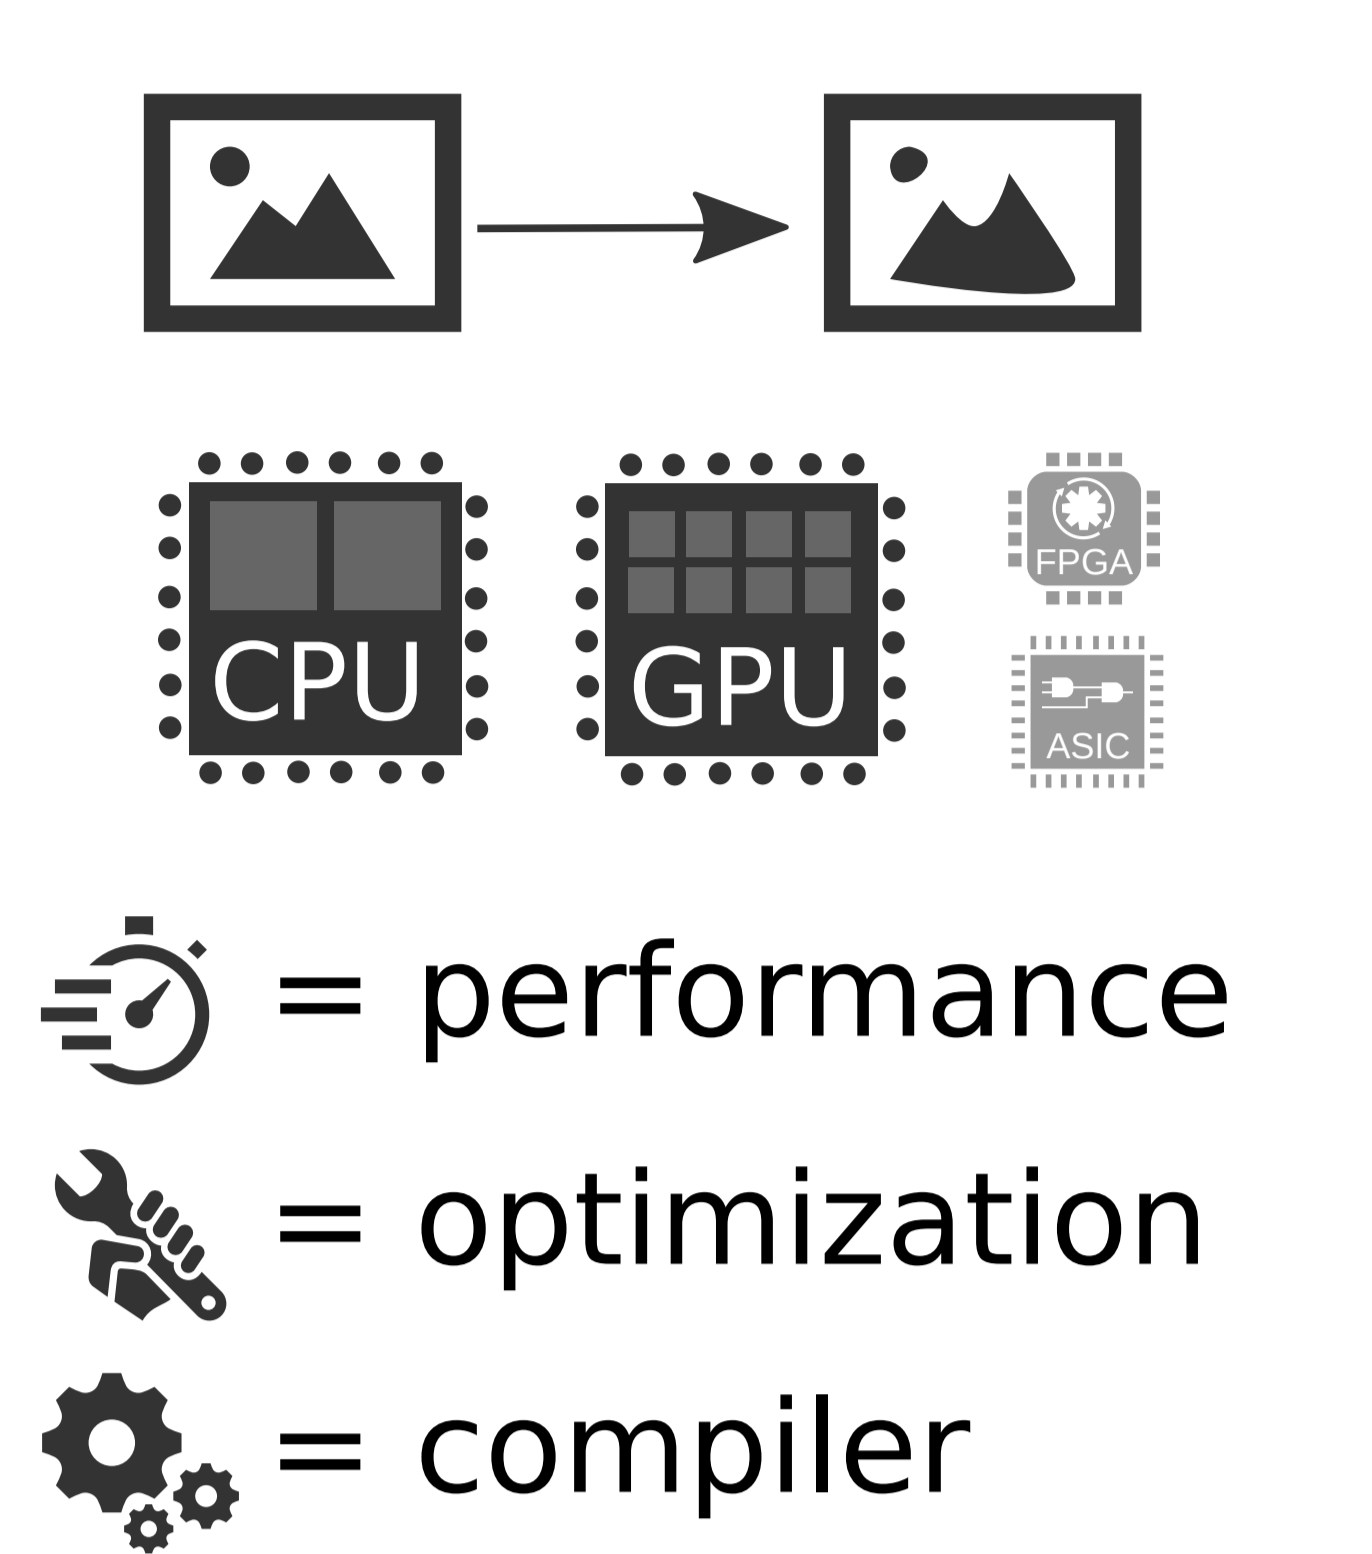 CPU
GPU
FPGA
ASIC
= performance
= optimization
= compiler